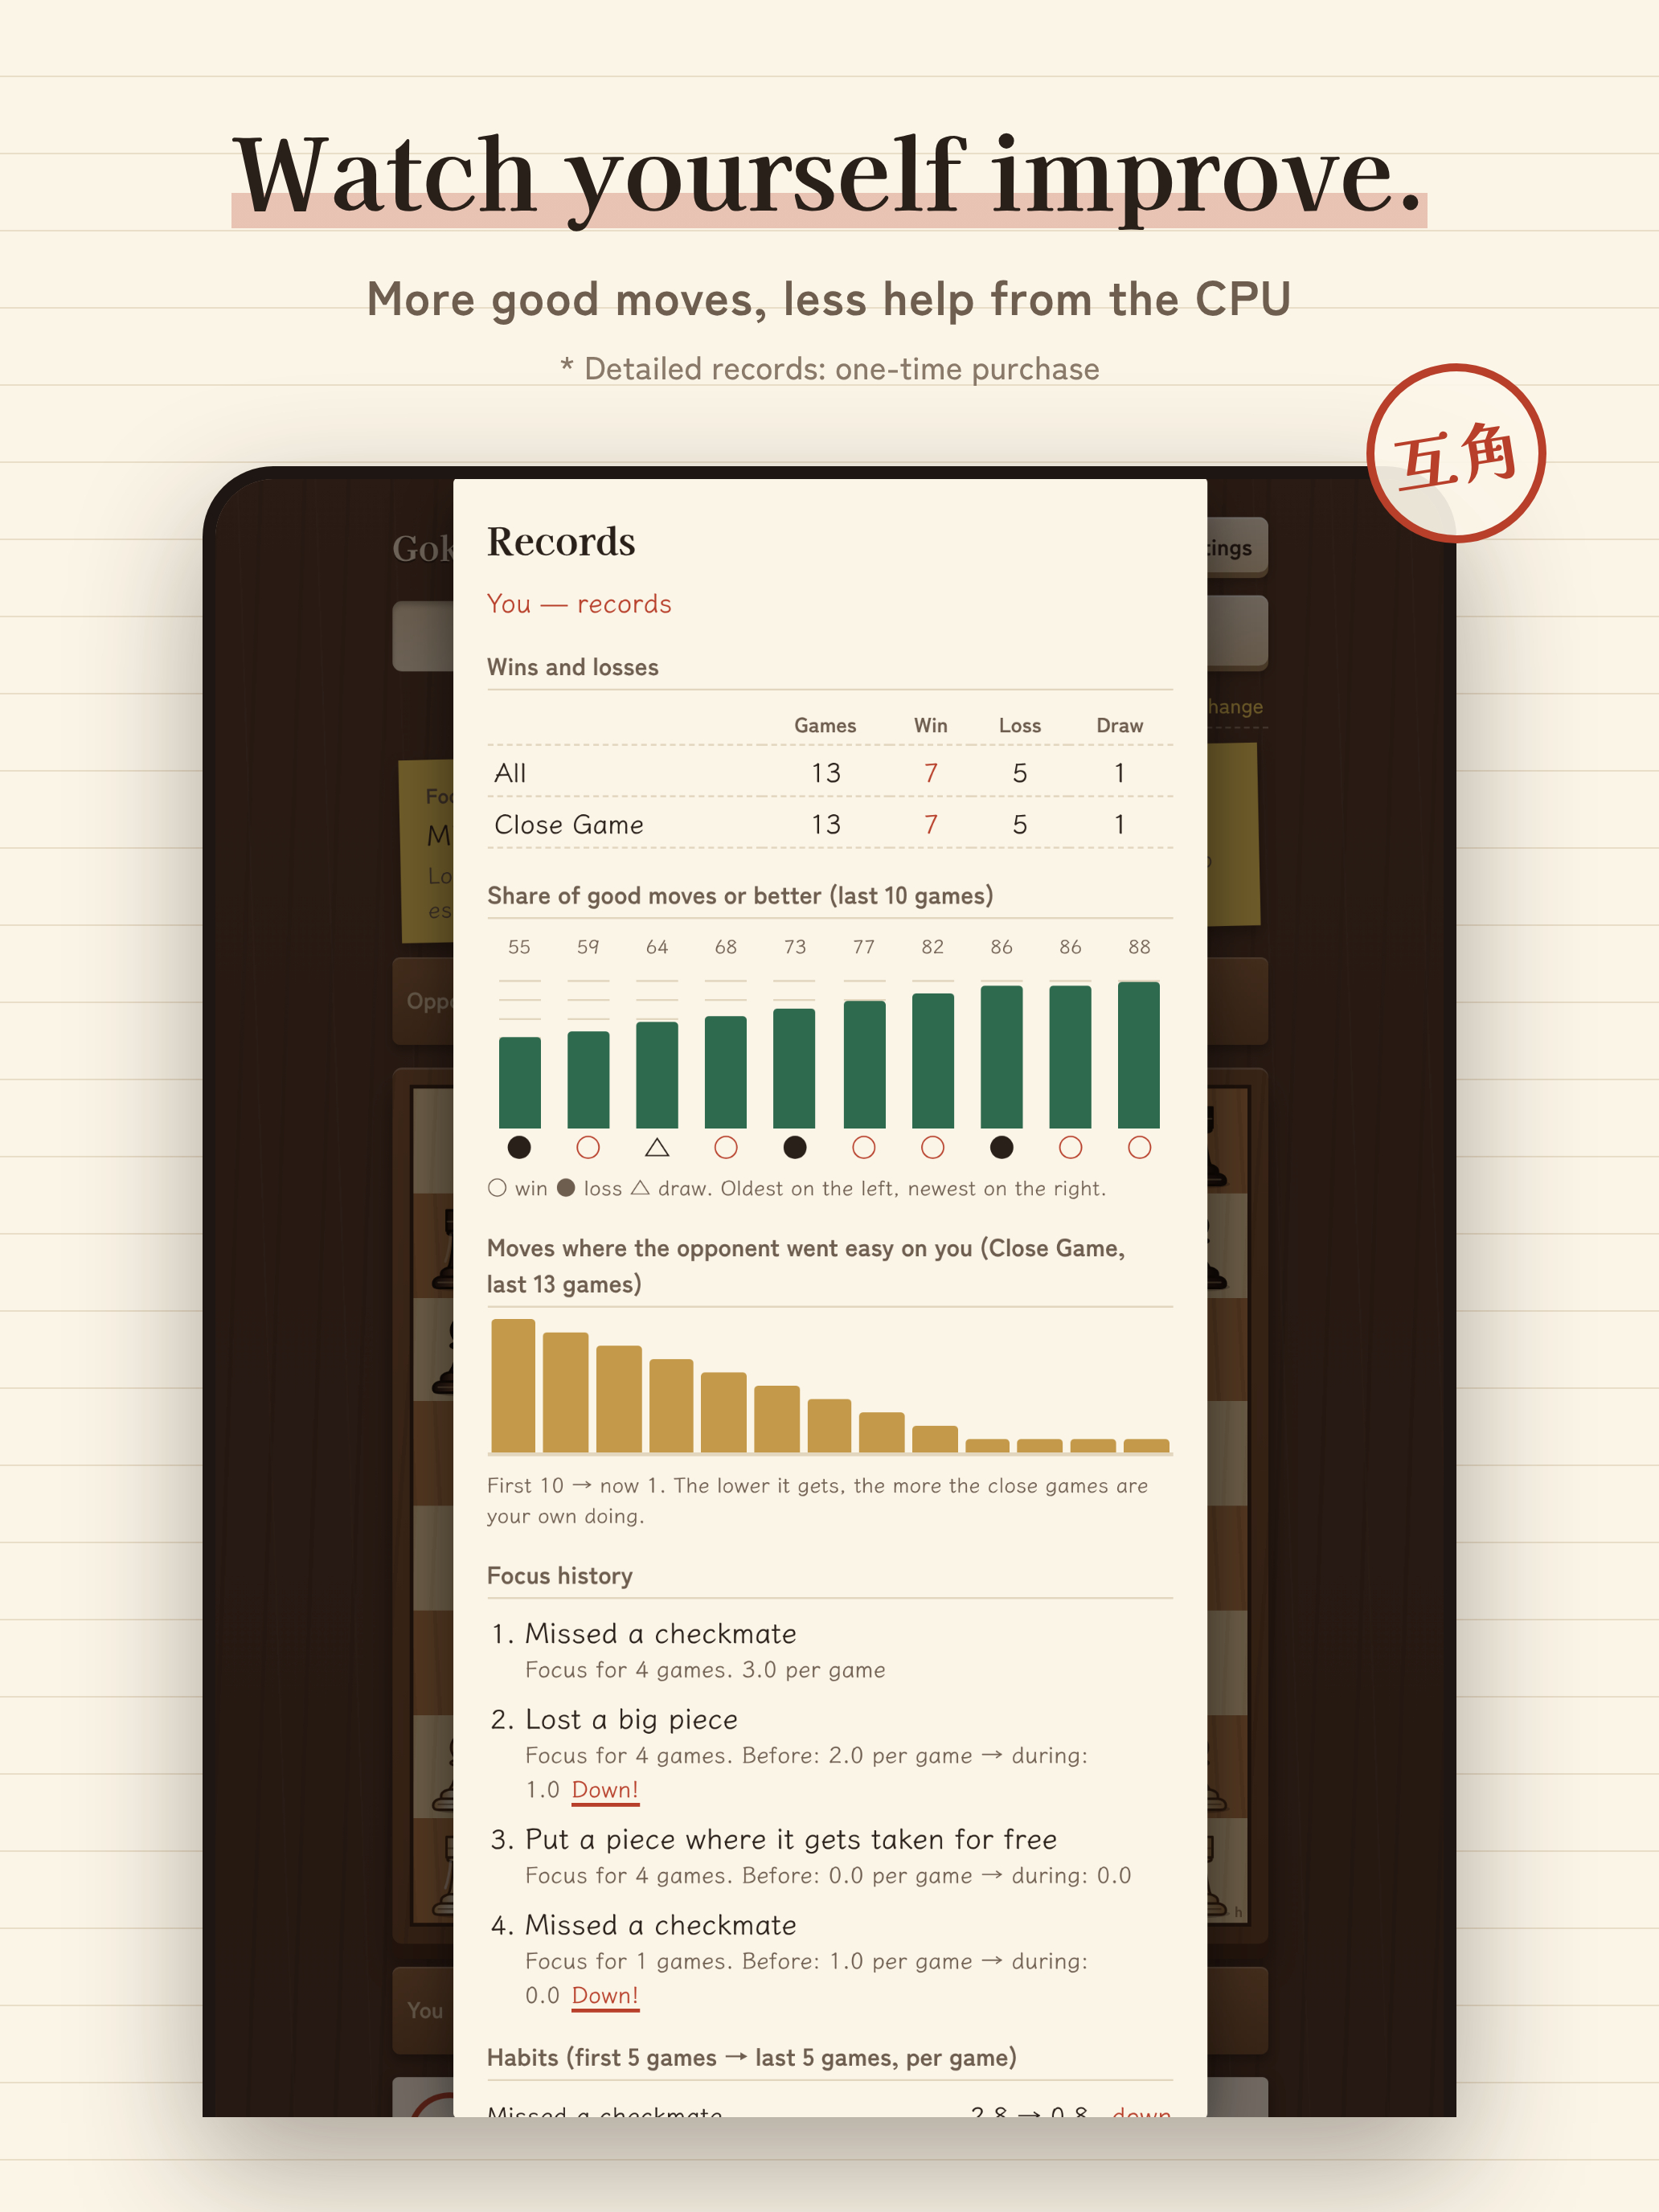 Watch yourself improve.
More good moves, less help from the CPU
* Detailed records: one-time purchase
互角
Records
You — records
Wins and losses
Games Win Loss Draw
All 13 7 5 1
Close Game 13 7 5 1
Share of good moves or better (last 10 games)
55 59 64 68 73 77 82 86 86 88
○ win ● loss △ draw. Oldest on the left, newest on the right.
Moves where the opponent went easy on you (Close Game,
last 13 games)
First 10 → now 1. The lower it gets, the more the close games are
your own doing.
Focus history
1. Missed a checkmate
Focus for 4 games. 3.0 per game
2. Lost a big piece
Focus for 4 games. Before: 2.0 per game → during:
1.0 Down!
3. Put a piece where it gets taken for free
Focus for 4 games. Before: 0.0 per game → during: 0.0
4. Missed a checkmate
Focus for 1 games. Before: 1.0 per game → during:
0.0 Down!
Habits (first 5 games → last 5 games, per game)
Missed a checkmate 2.8 → 0.8 down
You
h